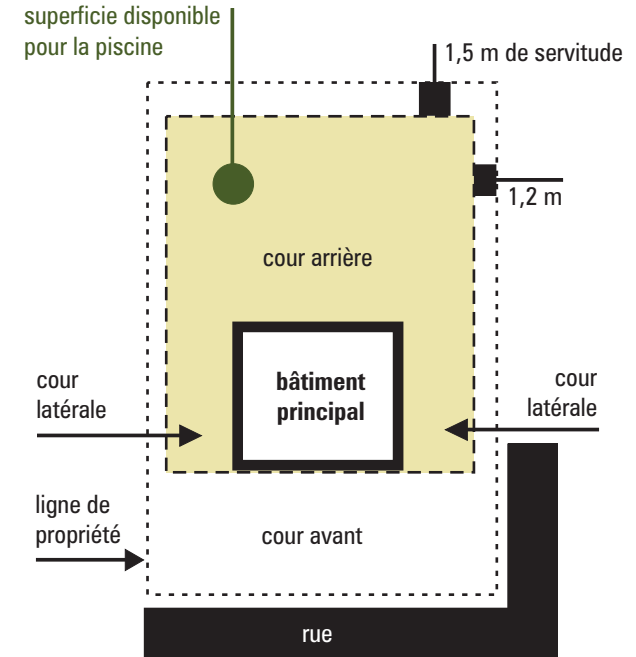 superficie disponible
pour la piscine
1,5 m de servitude
1,2 m
cour arrière
bâtiment
principal
cour
latérale
cour
latérale
ligne de
propriété
cour avant
rue